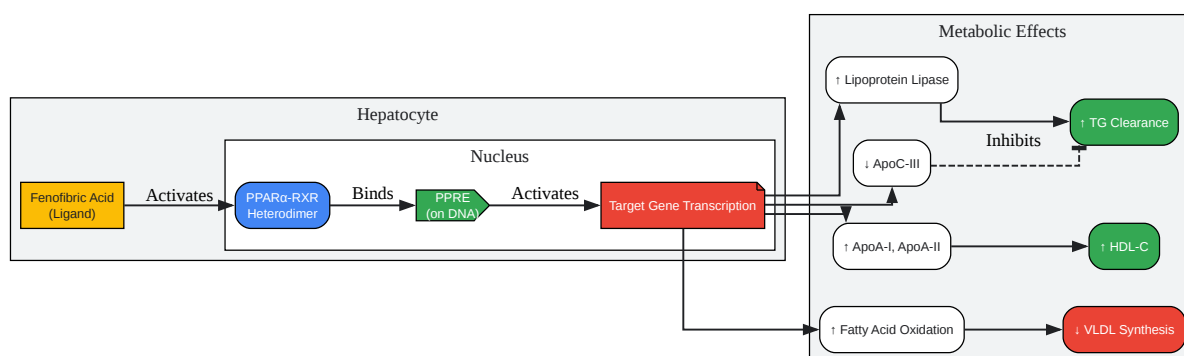 Metabolic Effects
↑ Lipoprotein Lipase
Hepatocyte
↑ TG Clearance
Inhibits
Nucleus
↓ ApoC-III
Fenofibric Acid
(Ligand)
Activates
PPARα-RXR
Heterodimer
Binds
PPRE
(on DNA)
Activates
Target Gene Transcription
↑ ApoA-I, ApoA-II
↑ HDL-C
↑ Fatty Acid Oxidation
↓ VLDL Synthesis